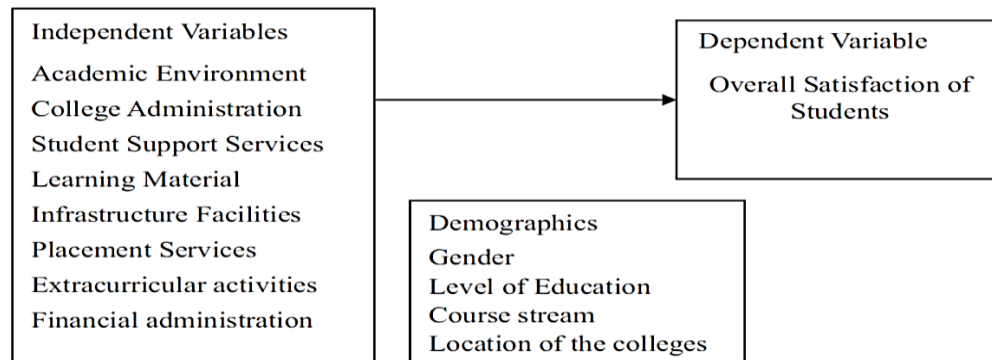 Independent Variables
Academic Environment
College Administration
Student Support Services
Learning Material
Infrastructure Facilities
Placement Services
Extracurricular activities
Financial administration
Dependent Variable
Overall Satisfaction of
Students
Demographics
Gender
Level of Education
Course stream
Location of the colleges